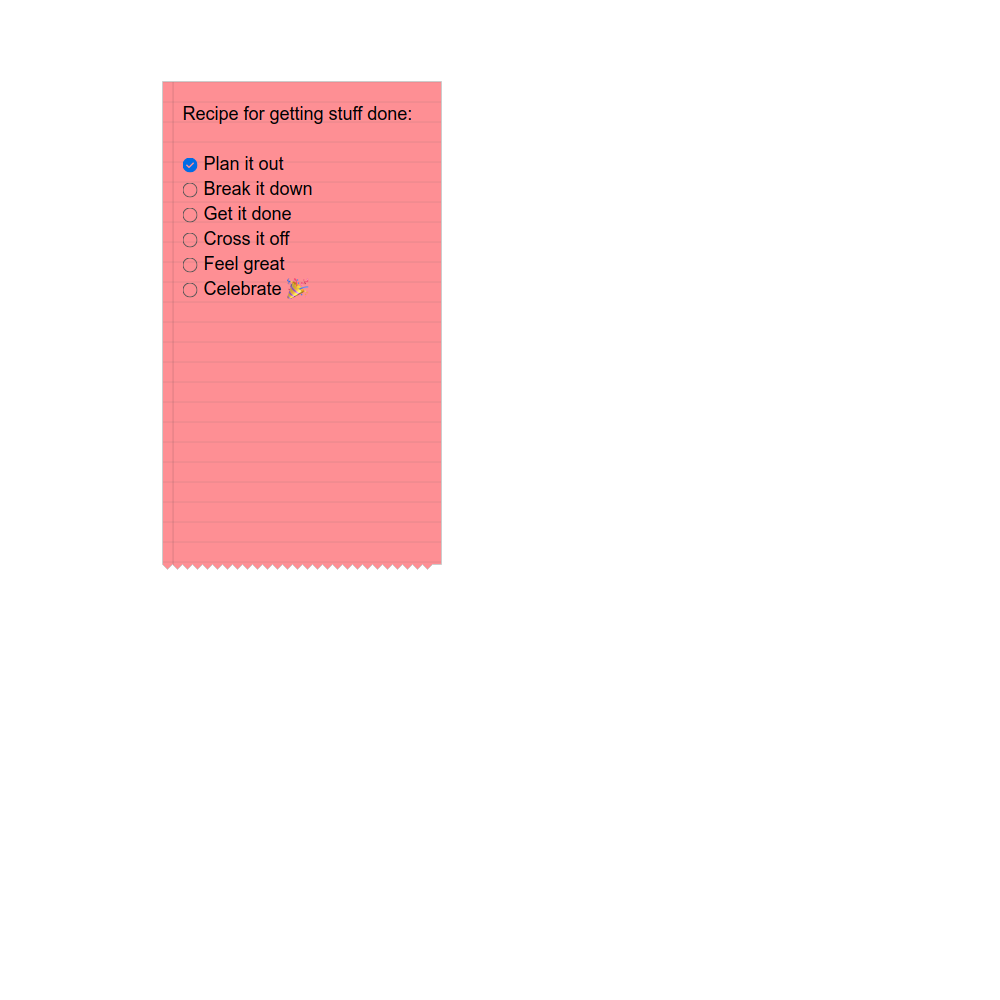 Recipe for getting stuff done:
Plan it out
Break it down
Get it done
Cross it off
Feel great
Celebrate 🎉